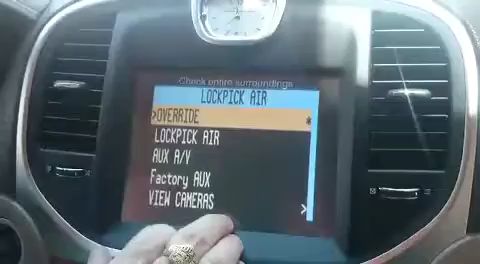 Check entire surroundings
LOCKPICK AIR
>OVERRIDE *
LOCKPICK AIR
AUX A/V
Factory AUX
VIEW CAMERAS >